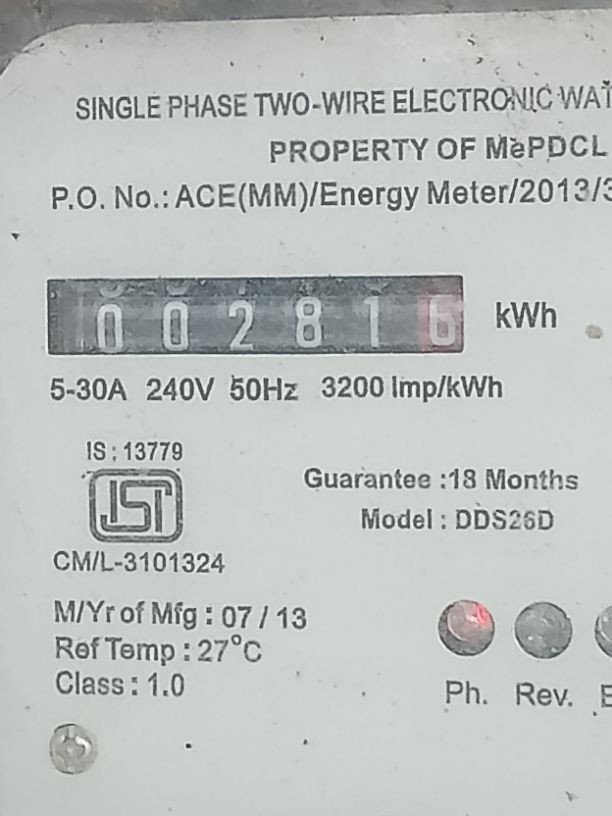 SINGLE PHASE TWO-WIRE ELECTRONIC WAT
PROPERTY OF MePDCL
P.O. No.: ACE(MM)/Energy Meter/2013/3
002816 kWh
5-30A 240V 50Hz 3200 Imp/kWh
IS : 13779
ISI
Guarantee :18 Months
Model : DDS26D
CM/L-3101324
M/Yr of Mfg : 07 / 13
Ref Temp : 27°C
Class : 1.0
Ph. Rev. E